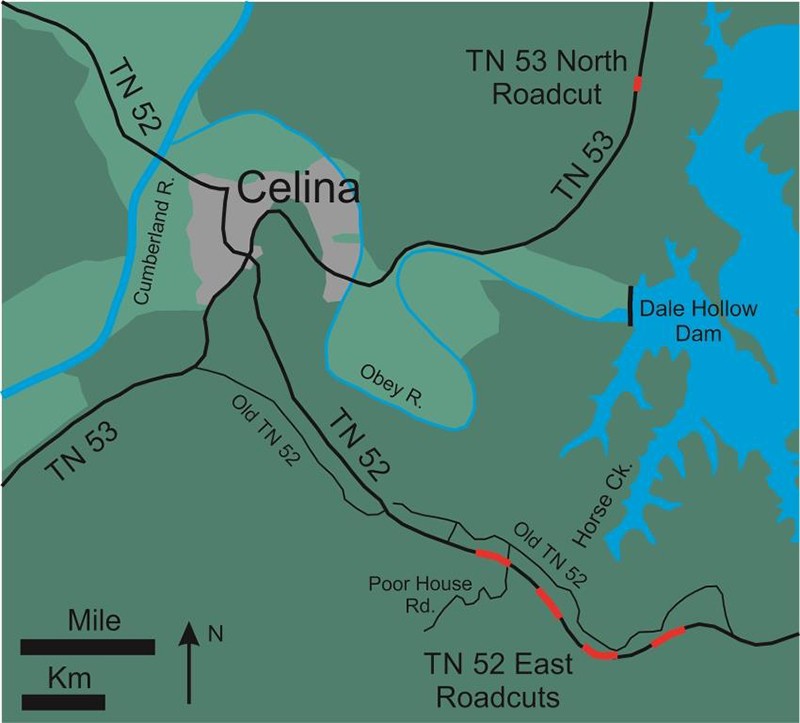 TN 53 North
Roadcut
TN 52
TN 53
Celina
Cumberland R.
Dale Hollow
Dam
Obey R.
Old TN 52
TN 52
TN 53
Horse Ck.
Old TN 52
Poor House
Rd.
Mile
N
Km
TN 52 East
Roadcuts